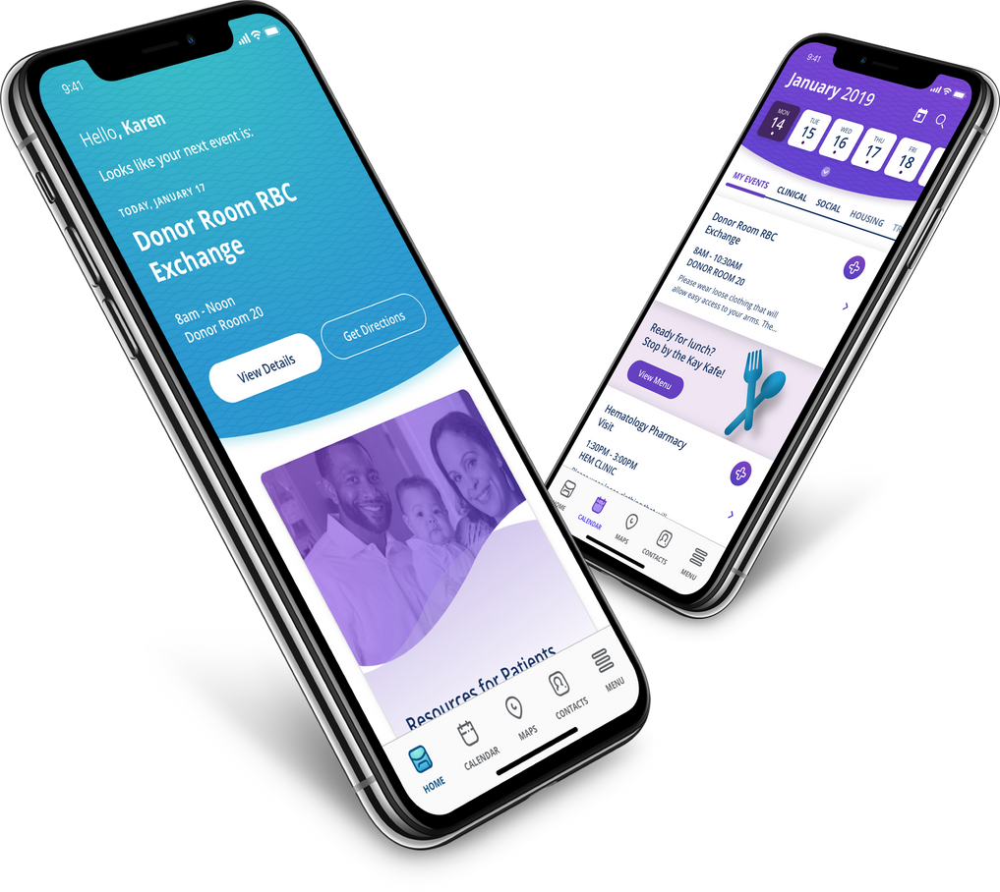 9:41
Hello, Karen
Looks like your next event is:
TODAY, JANUARY 17
Donor Room RBC
Exchange
8am - Noon
Donor Room 20
View Details
Get Directions
Resources for Patients
HOME
CALENDAR
MAPS
CONTACTS
MENU
9:41
January 2019
MON
14
TUE
15
WED
16
THU
17
FRI
18
MY EVENTS
CLINICAL
SOCIAL
HOUSING
TR
Donor Room RBC
Exchange
8AM - 10:30AM
DONOR ROOM 20
Please wear loose clothing that will
allow easy access to your arms. The...
Ready for lunch?
Stop by the Kay Kafe!
View Menu
Hematology Pharmacy
Visit
1:30PM - 3:00PM
HEM CLINIC
HOME
CALENDAR
MAPS
CONTACTS
MENU